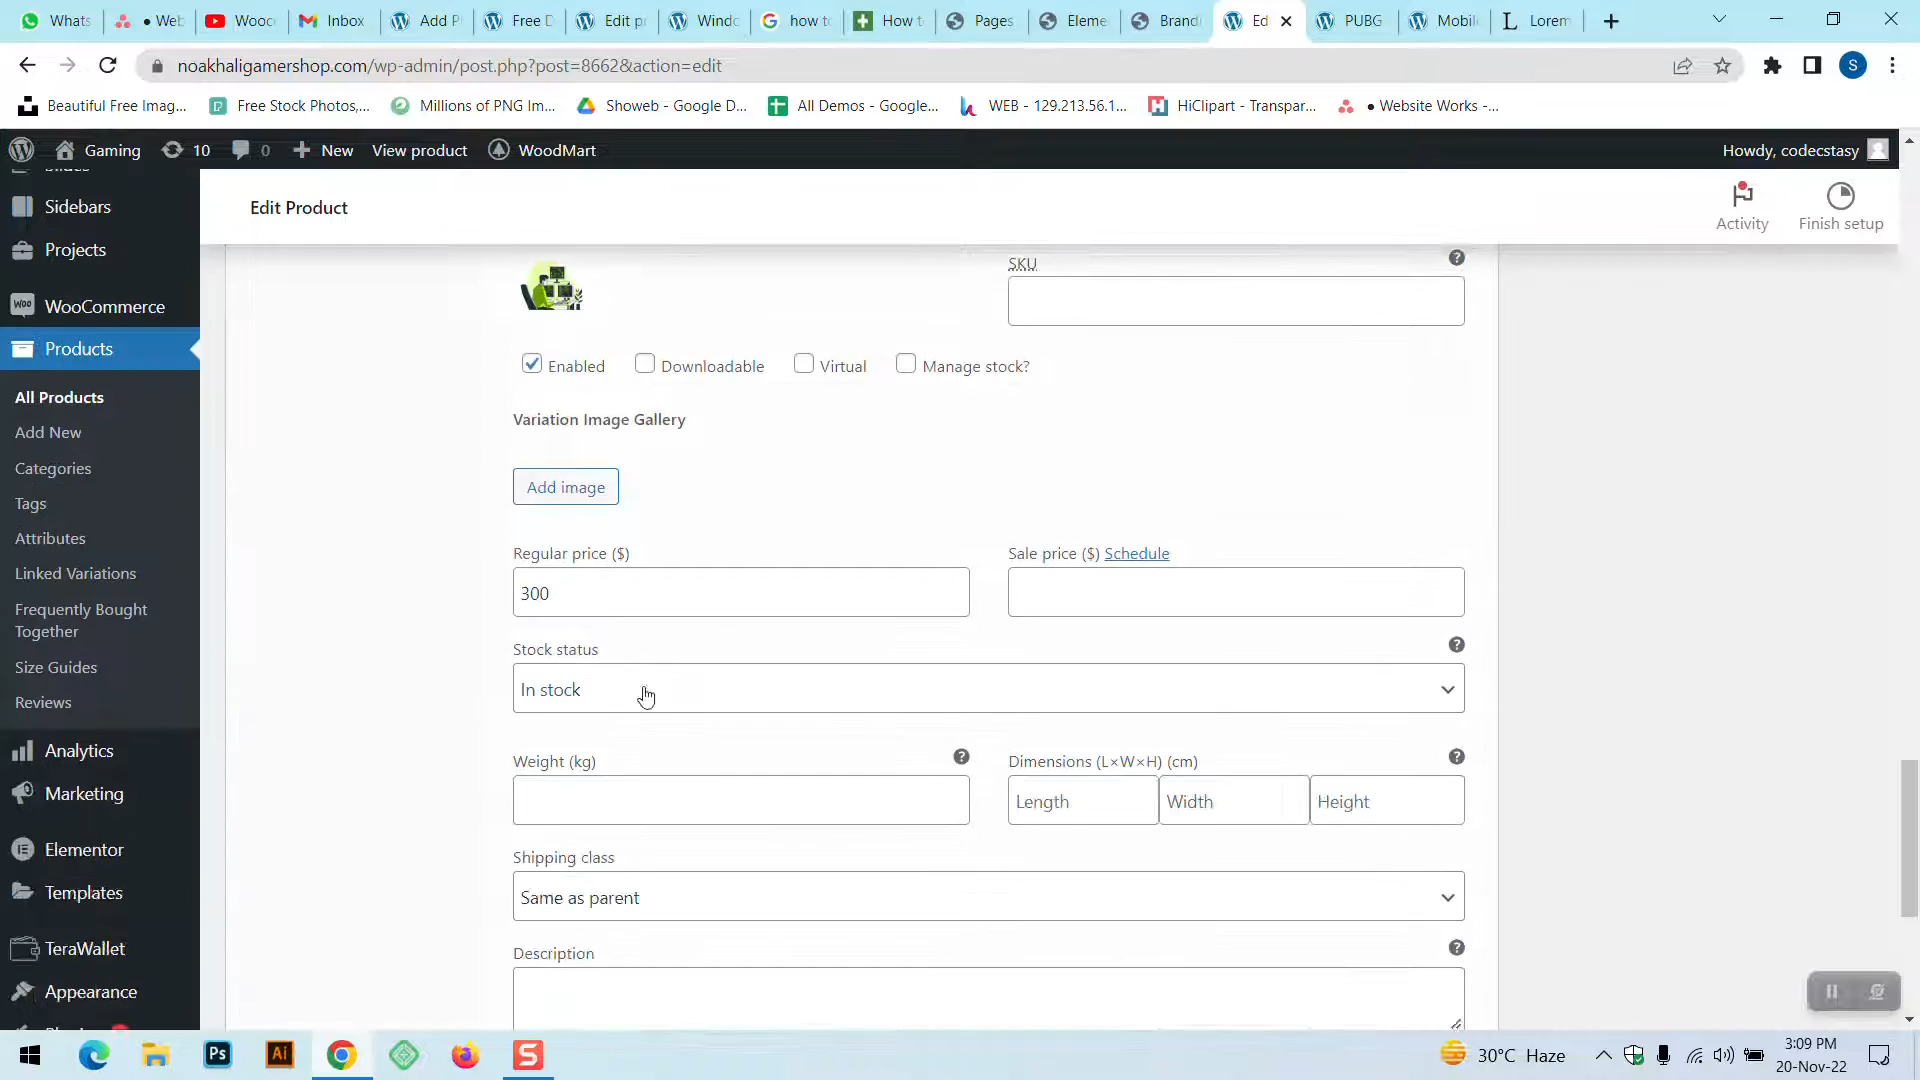 Whats
● Web
Wooc
Inbox
Add P
Free D
Edit p
Windo
how to
How t
Pages
Eleme
Brand
Ed
PUBG
Mobil
Lorem
noakhaligamershop.com/wp-admin/post.php?post=8662&action=edit
S
Beautiful Free Imag...
Free Stock Photos,...
Millions of PNG Im...
Showeb - Google D...
All Demos - Google...
WEB - 129.213.56.1...
HiClipart - Transpar...
● Website Works -...
Gaming
10
0
New
View product
WoodMart
Howdy, codecstasy
Sidebars
Projects
WooCommerce
Products
All Products
Add New
Categories
Tags
Attributes
Linked Variations
Frequently Bought
Together
Size Guides
Reviews
Analytics
Marketing
Elementor
Templates
TeraWallet
Appearance
Edit Product
Activity
Finish setup
SKU
Enabled
Downloadable
Virtual
Manage stock?
Variation Image Gallery
Add image
Regular price ($)
Sale price ($) Schedule
300
Stock status
In stock
Weight (kg)
Dimensions (L×W×H) (cm)
Length
Width
Height
Shipping class
Same as parent
Description
Ps
Ai
S
30°C Haze
3:09 PM
20-Nov-22